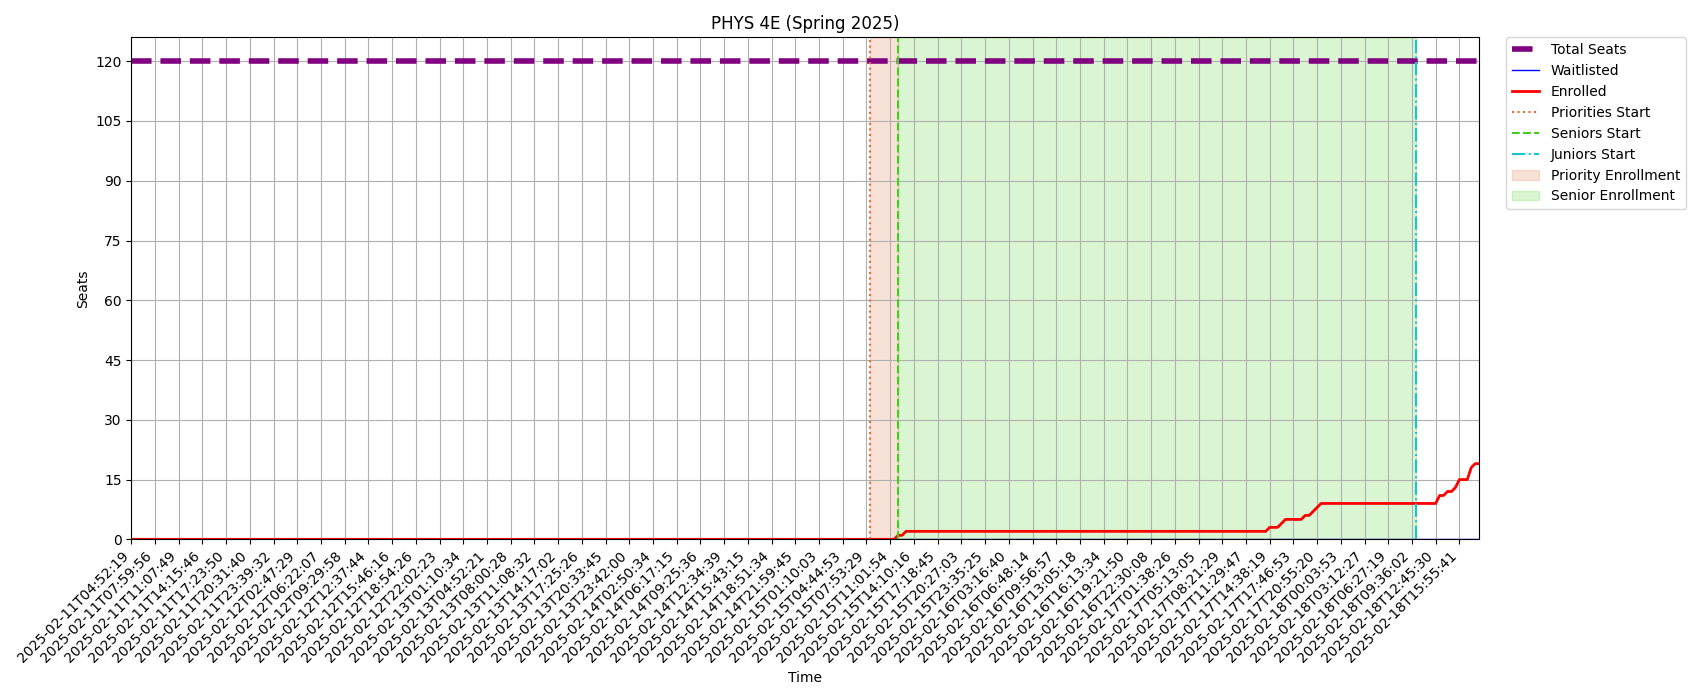 PHYS 4E (Spring 2025)
Total Seats
Waitlisted
Enrolled
Priorities Start
Seniors Start
Juniors Start
Priority Enrollment
Senior Enrollment
Seats
120
105
90
75
60
45
30
15
0
2025-02-11T04:52:19
2025-02-11T07:59:56
2025-02-11T11:07:49
2025-02-11T14:15:46
2025-02-11T17:23:50
2025-02-11T20:31:40
2025-02-11T23:39:32
2025-02-12T02:47:29
2025-02-12T06:22:07
2025-02-12T09:29:58
2025-02-12T12:37:44
2025-02-12T15:46:16
2025-02-12T18:54:26
2025-02-12T22:02:23
2025-02-13T01:10:34
2025-02-13T04:52:21
2025-02-13T08:00:28
2025-02-13T11:08:32
2025-02-13T14:17:02
2025-02-13T17:25:26
2025-02-13T20:33:45
2025-02-13T23:42:00
2025-02-14T02:50:34
2025-02-14T06:17:15
2025-02-14T09:25:36
2025-02-14T12:34:39
2025-02-14T15:43:15
2025-02-14T18:51:34
2025-02-14T21:59:45
2025-02-15T01:10:03
2025-02-15T04:44:53
2025-02-15T07:53:29
2025-02-15T11:01:54
2025-02-15T14:10:16
2025-02-15T17:18:45
2025-02-15T20:27:03
2025-02-15T23:35:25
2025-02-16T03:16:40
2025-02-16T06:48:14
2025-02-16T09:56:57
2025-02-16T13:05:18
2025-02-16T16:13:34
2025-02-16T19:21:50
2025-02-16T22:30:08
2025-02-17T01:38:26
2025-02-17T05:13:05
2025-02-17T08:21:29
2025-02-17T11:29:47
2025-02-17T14:38:19
2025-02-17T17:46:53
2025-02-17T20:55:20
2025-02-18T00:03:53
2025-02-18T03:12:27
2025-02-18T06:27:19
2025-02-18T09:36:02
2025-02-18T12:45:30
2025-02-18T15:55:41
Time